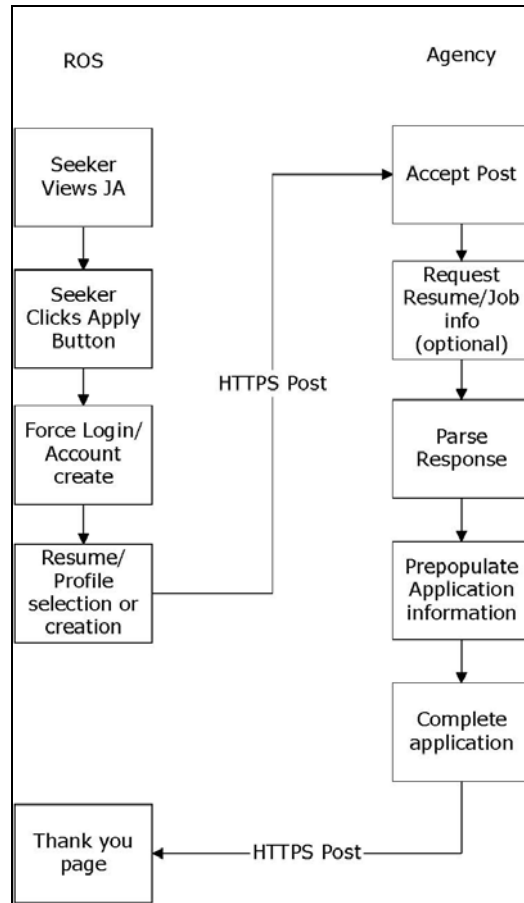 ROS
Agency
Seeker
Views JA
Accept Post
Seeker
Clicks Apply
Button
Request
Resume/Job
info
(optional)
HTTPS Post
Force Login/
Account
create
Parse
Response
Resume/
Profile
selection or
creation
Prepopulate
Application
information
Complete
application
Thank you
page
HTTPS Post